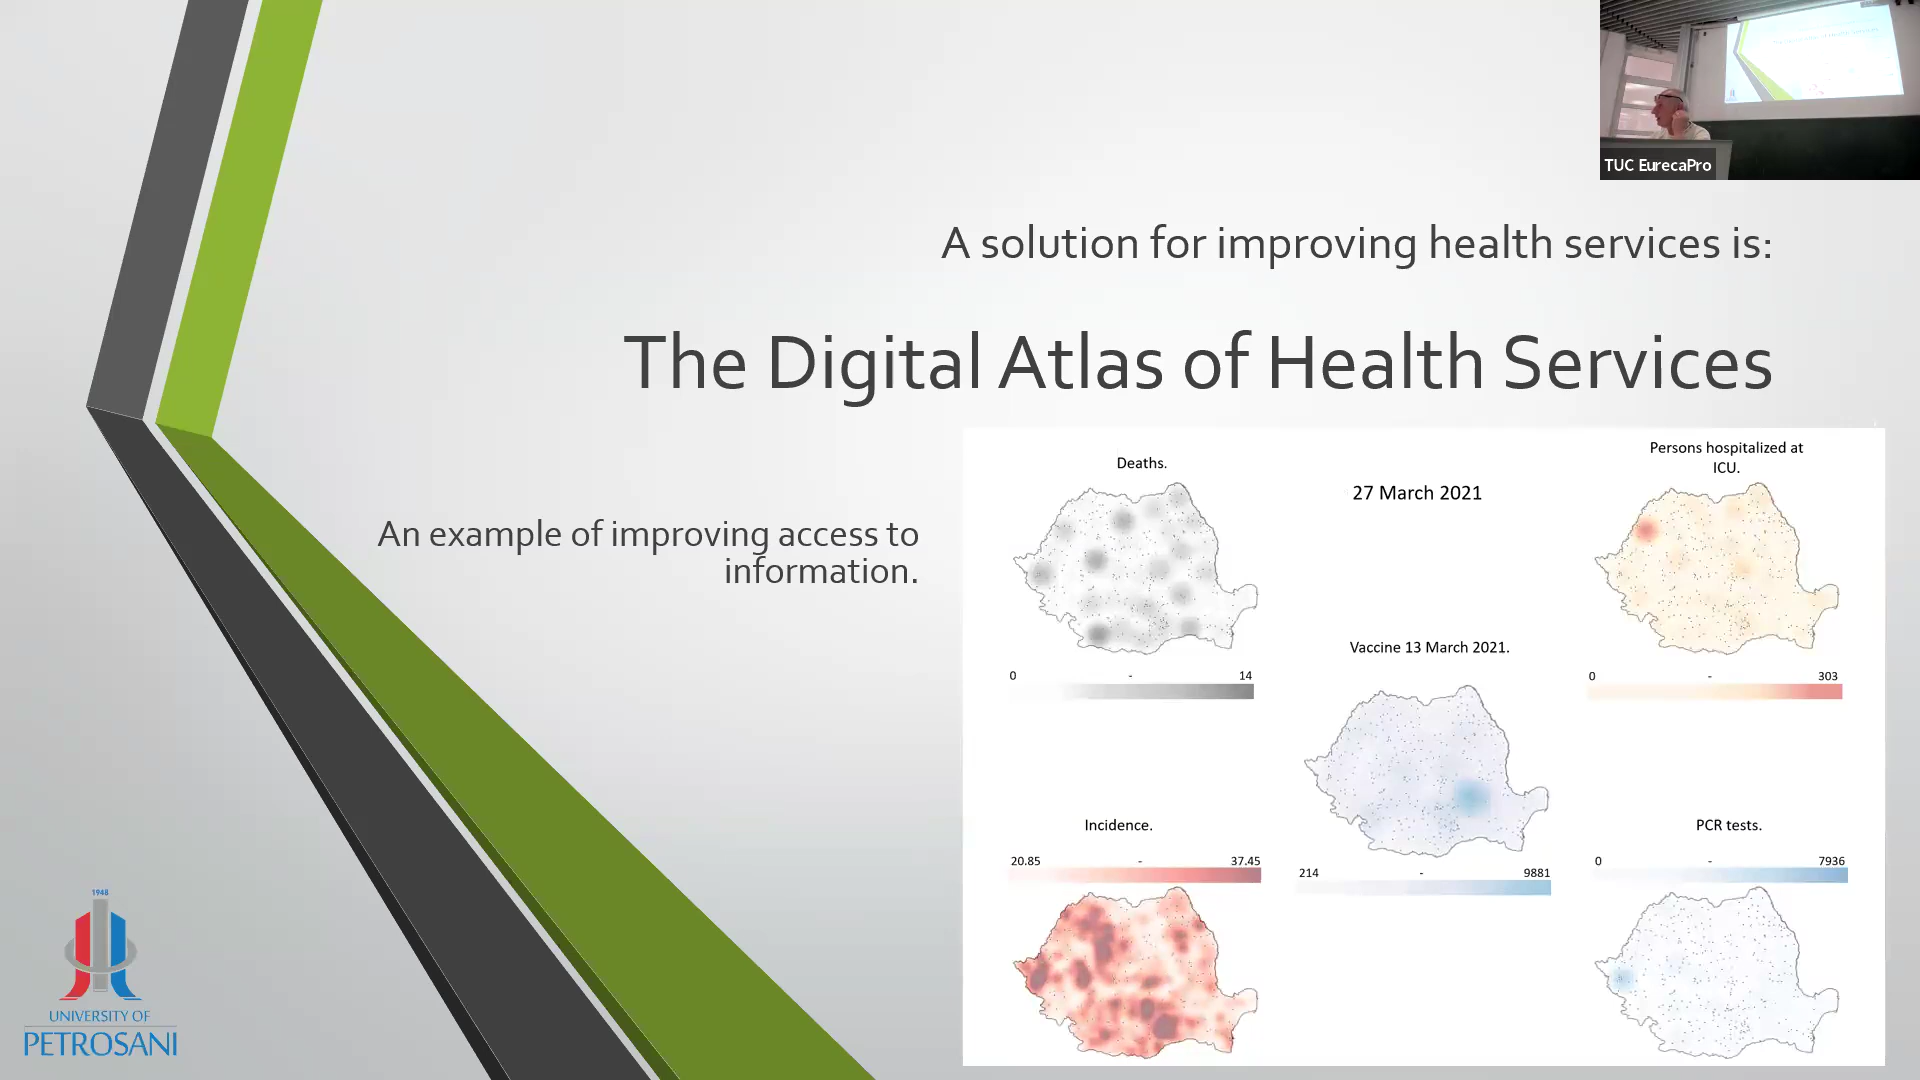 TUC EurecaPro
A solution for improving health services is:
The Digital Atlas of Health Services
An example of improving access to
information.
Deaths.
27 March 2021
Persons hospitalized at
ICU.
0 - 14
Vaccine 13 March 2021.
0 - 303
Incidence.
20.85 - 37.45
214 - 9881
PCR tests.
0 - 7936
1948
UNIVERSITY OF
PETROSANI